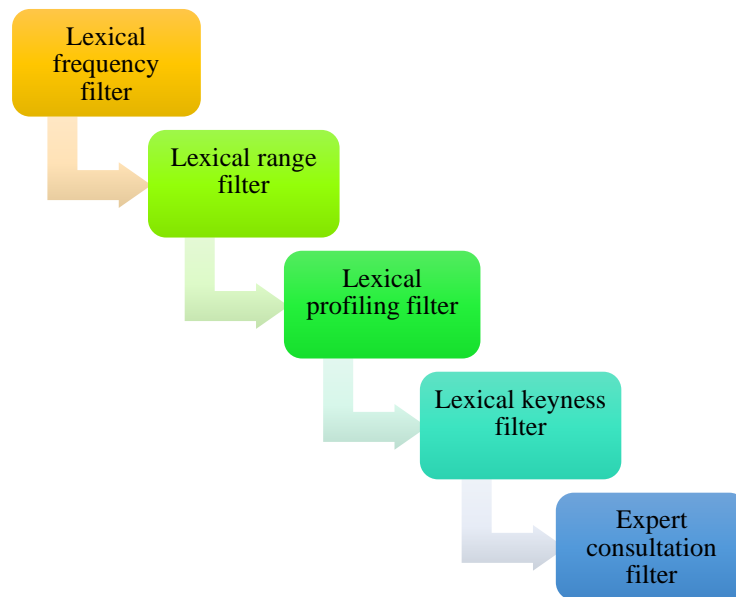 Lexical
frequency
filter
Lexical range
filter
Lexical
profiling filter
Lexical keyness
filter
Expert
consultation
filter